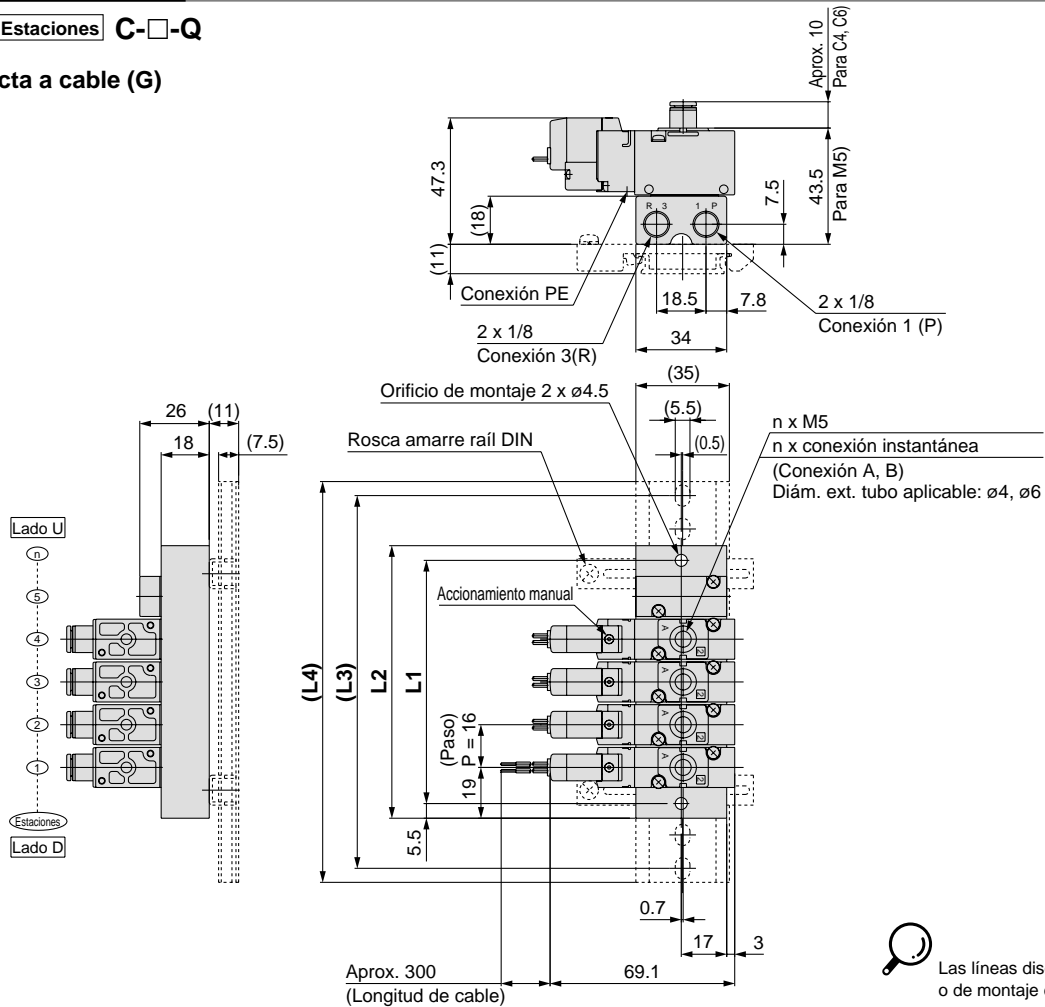 Estaciones C-□-Q
cta a cable (G)
Aprox. 10
Para C4, C6)
47.3
(18)
(11)
R 3
1 P
7.5
43.5
Para M5)
Conexión PE
18.5
7.8
2 x 1/8
Conexión 3(R)
34
2 x 1/8
Conexión 1 (P)
(35)
Orificio de montaje 2 x ø4.5
(5.5)
26
(11)
18
(7.5)
Rosca amarre raíl DIN
(0.5)
n x M5
n x conexión instantánea
(Conexión A, B)
Diám. ext. tubo aplicable: ø4, ø6
Lado U
n
5
4
3
2
1
Estaciones
Lado D
Accionamiento manual
(L4)
(L3)
L2
L1
(Paso)
P = 16
19
5.5
A
2
A
2
A
2
A
2
0.7
17
3
Aprox. 300
(Longitud de cable)
69.1
Las líneas dis
o de montaje